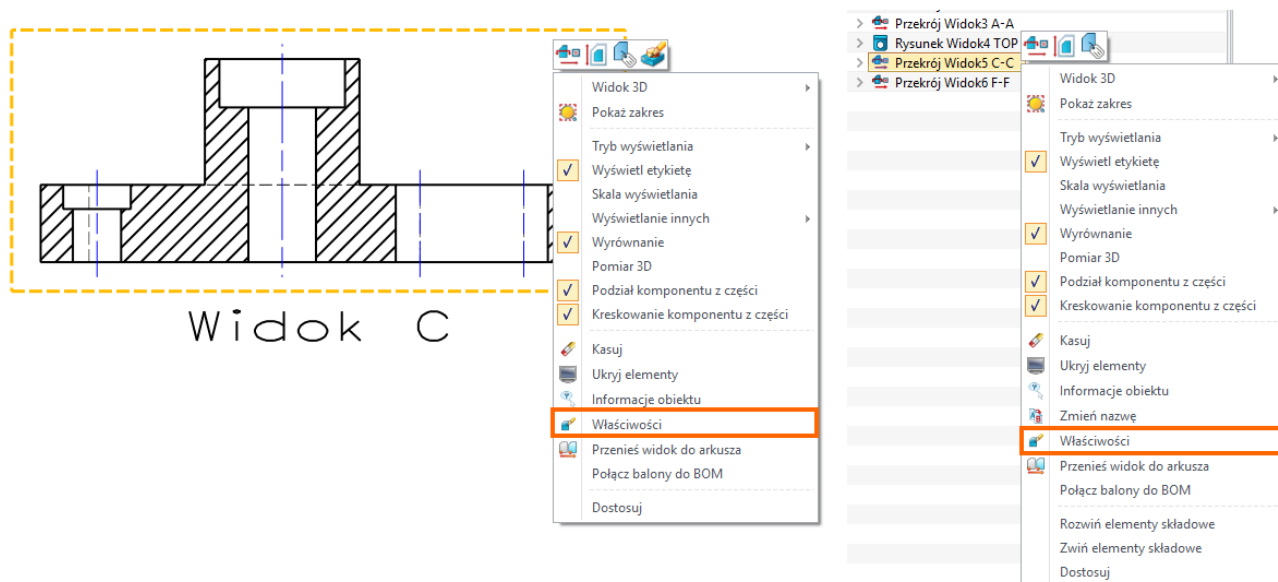 Widok C
Widok 3D
Pokaż zakres
Tryb wyświetlania
Wyświetl etykietę
Skala wyświetlania
Wyświetlanie innych
Wyrównanie
Pomiar 3D
Podział komponentu z części
Kreskowanie komponentu z części
Kasuj
Ukryj elementy
Informacje obiektu
Właściwości
Przenieś widok do arkusza
Połącz balony do BOM
Dostosuj
Przekrój Widok3 A-A
Rysunek Widok4 TOP
Przekrój Widok5 C-C
Przekrój Widok6 F-F
Widok 3D
Pokaż zakres
Tryb wyświetlania
Wyświetl etykietę
Skala wyświetlania
Wyświetlanie innych
Wyrównanie
Pomiar 3D
Podział komponentu z części
Kreskowanie komponentu z części
Kasuj
Ukryj elementy
Informacje obiektu
Zmień nazwę
Właściwości
Przenieś widok do arkusza
Połącz balony do BOM
Rozwiń elementy składowe
Zwiń elementy składowe
Dostosuj